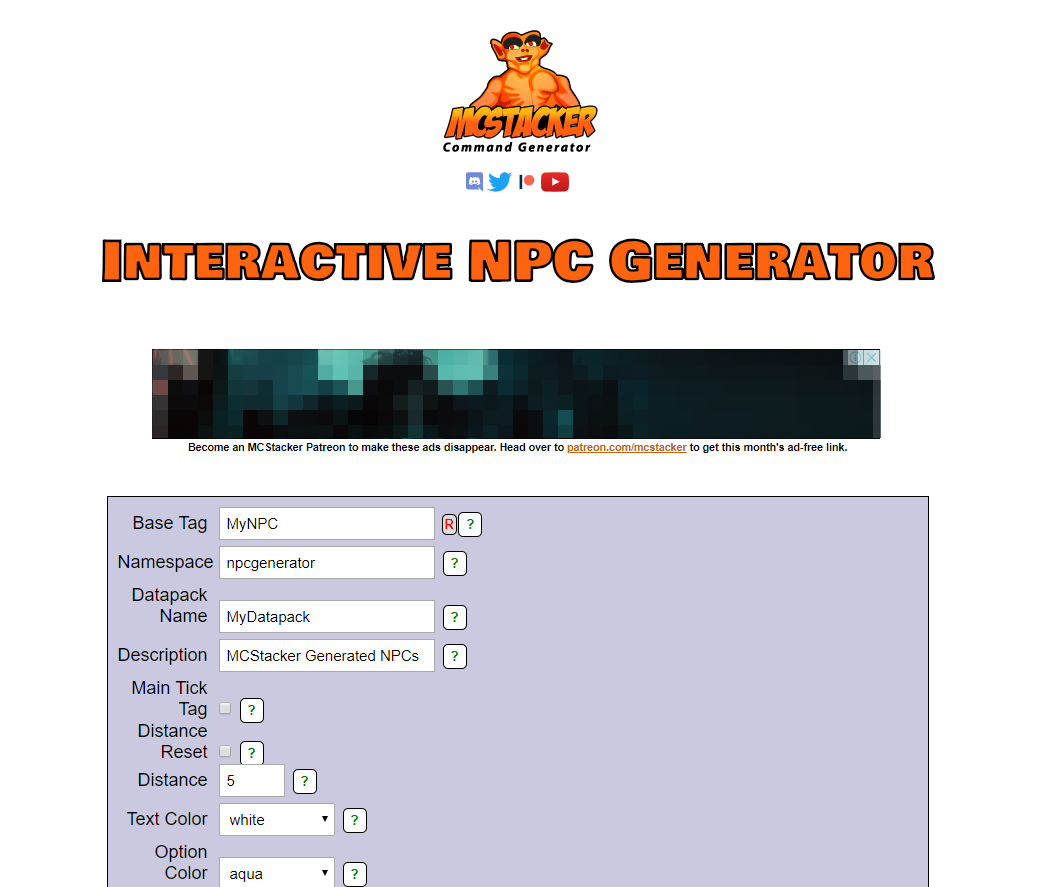 MCSTACKER
Command Generator
INTERACTIVE NPC GENERATOR
Become an MCStacker Patreon to make these ads disappear. Head over to patreon.com/mcstacker to get this month's ad-free link.
Base Tag MyNPC R ?
Namespace npcgenerator ?
Datapack
Name MyDatapack ?
Description MCStacker Generated NPCs ?
Main Tick
Tag ?
Distance
Reset ?
Distance 5 ?
Text Color white ?
Option
Color aqua ?